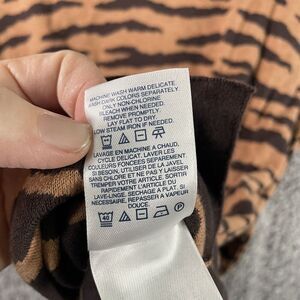 MACHINE WASH WARM DELICATE
WASH DARK COLORS SEPARATELY.
ONLY NON-CHLORINE
BLEACH WHEN NEEDED.
REMOVE PROMPTLY.
LAY FLAT TO DRY.
LOW STEAM IRON IF NEEDED.
LAVAGE EN MACHINE A CHAUD,
CYCLE DELICAT. LAVER LES
COULEURS FONCEES SEPAREMENT.
SI BESOIN, UTILISER DE LA JAVEL
SANS CHLORE. NE PAS LAISSER
TREMPER VOTRE ARTICLE. RETIRER
RAPIDEMENT L'ARTICLE DU
LAVE-LINGE. SECHAGE A PLAT. SI
NECESSAIRE, REPASSER A VAPEUR
DOUCE.
40 P